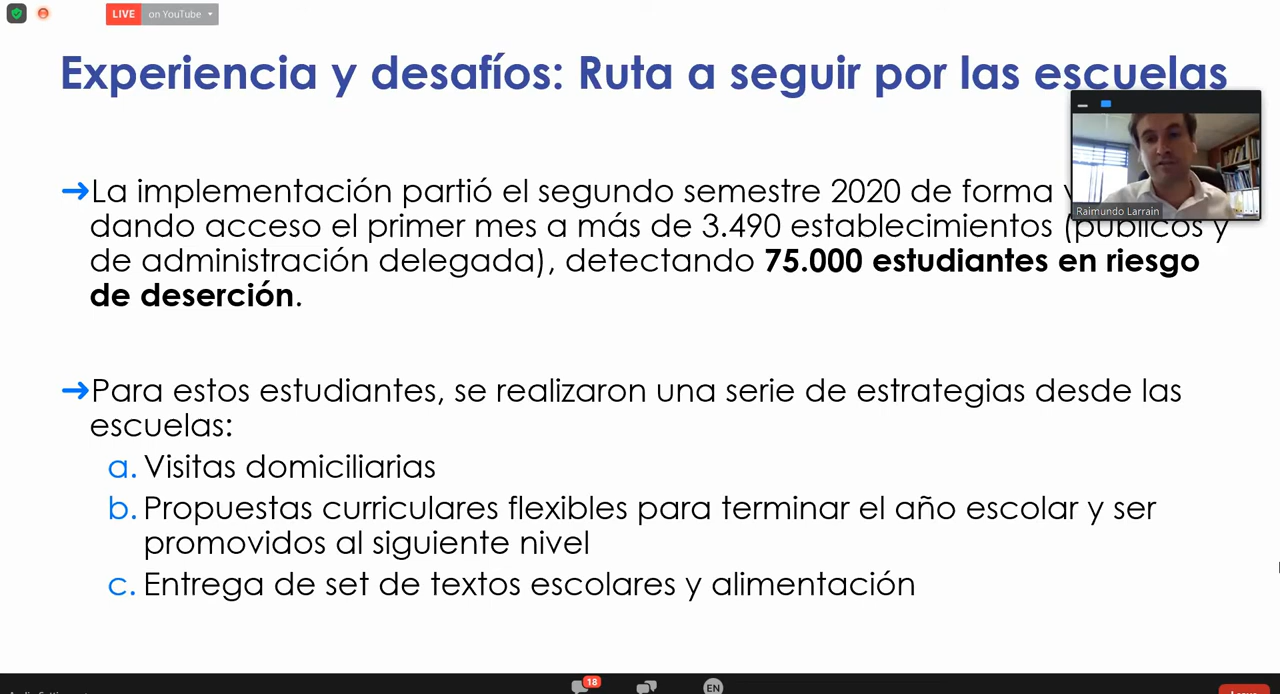 LIVE on YouTube
Experiencia y desafíos: Ruta a seguir por las escuelas
➔La implementación partió el segundo semestre 2020 de forma
dando acceso el primer mes a más de 3.490 establecimientos (públicos y
de administración delegada), detectando 75.000 estudiantes en riesgo
de deserción.
Raimundo Larrain
➔Para estos estudiantes, se realizaron una serie de estrategias desde las
escuelas:
a. Visitas domiciliarias
b. Propuestas curriculares flexibles para terminar el año escolar y ser
promovidos al siguiente nivel
c. Entrega de set de textos escolares y alimentación
18
EN